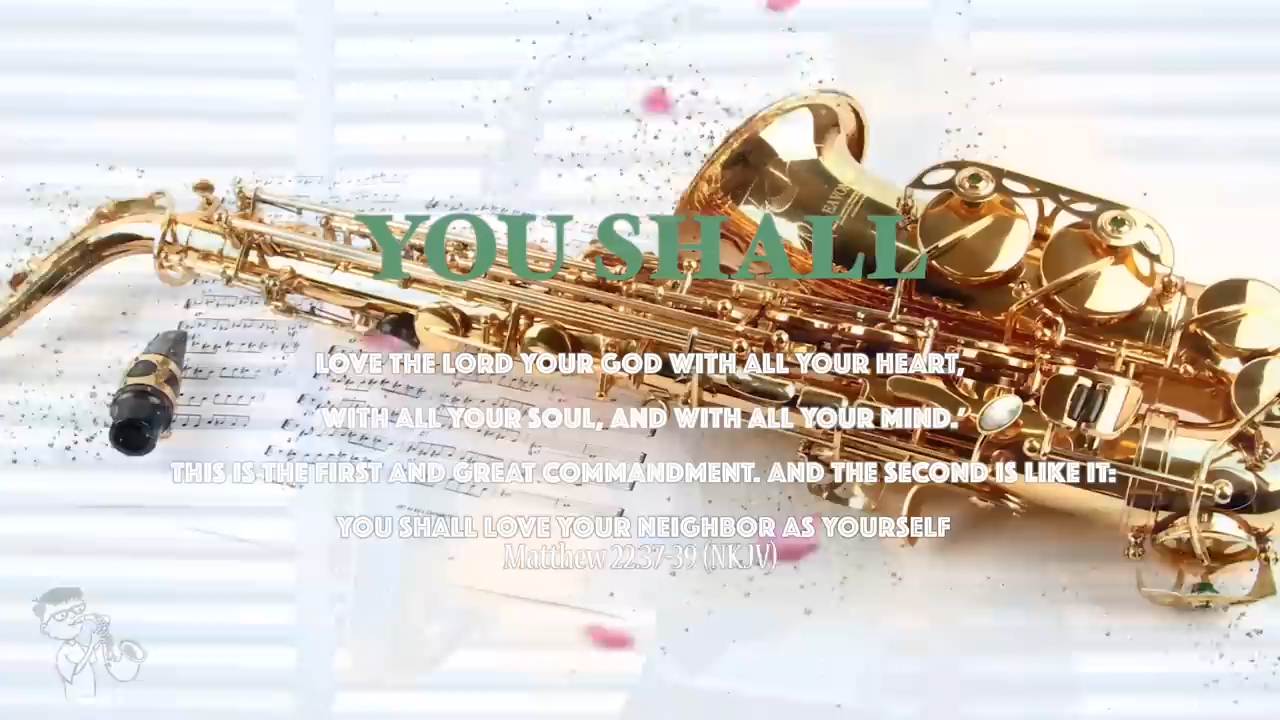 YOU SHALL
LOVE THE LORD YOUR GOD WITH ALL YOUR HEART,
WITH ALL YOUR SOUL, AND WITH ALL YOUR MIND.’
THIS IS THE FIRST AND GREAT COMMANDMENT. AND THE SECOND IS LIKE IT:
YOU SHALL LOVE YOUR NEIGHBOR AS YOURSELF
Matthew 22:37-39 (NKJV)